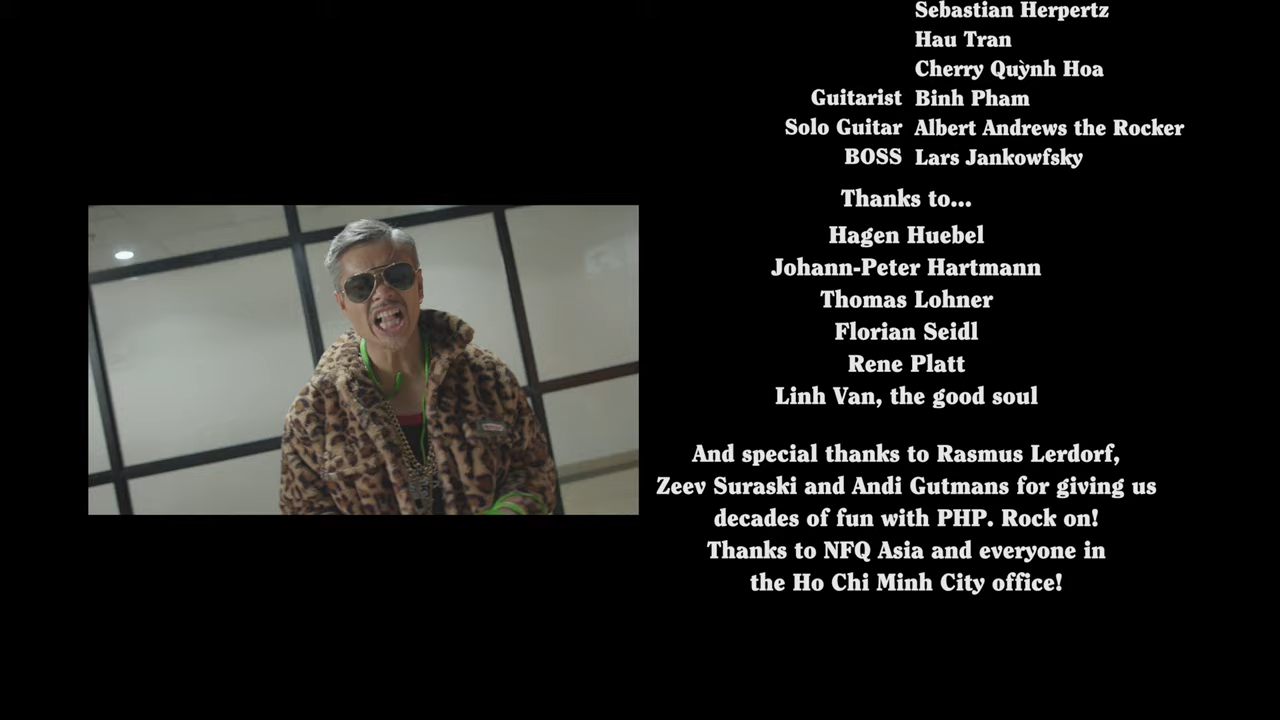 Sebastian Herpertz
Hau Tran
Cherry Quỳnh Hoa
Guitarist Binh Pham
Solo Guitar Albert Andrews the Rocker
BOSS Lars Jankowfsky
Thanks to...
Hagen Huebel
Johann-Peter Hartmann
Thomas Lohner
Florian Seidl
Rene Platt
Linh Van, the good soul
And special thanks to Rasmus Lerdorf,
Zeev Suraski and Andi Gutmans for giving us
decades of fun with PHP. Rock on!
Thanks to NFQ Asia and everyone in
the Ho Chi Minh City office!